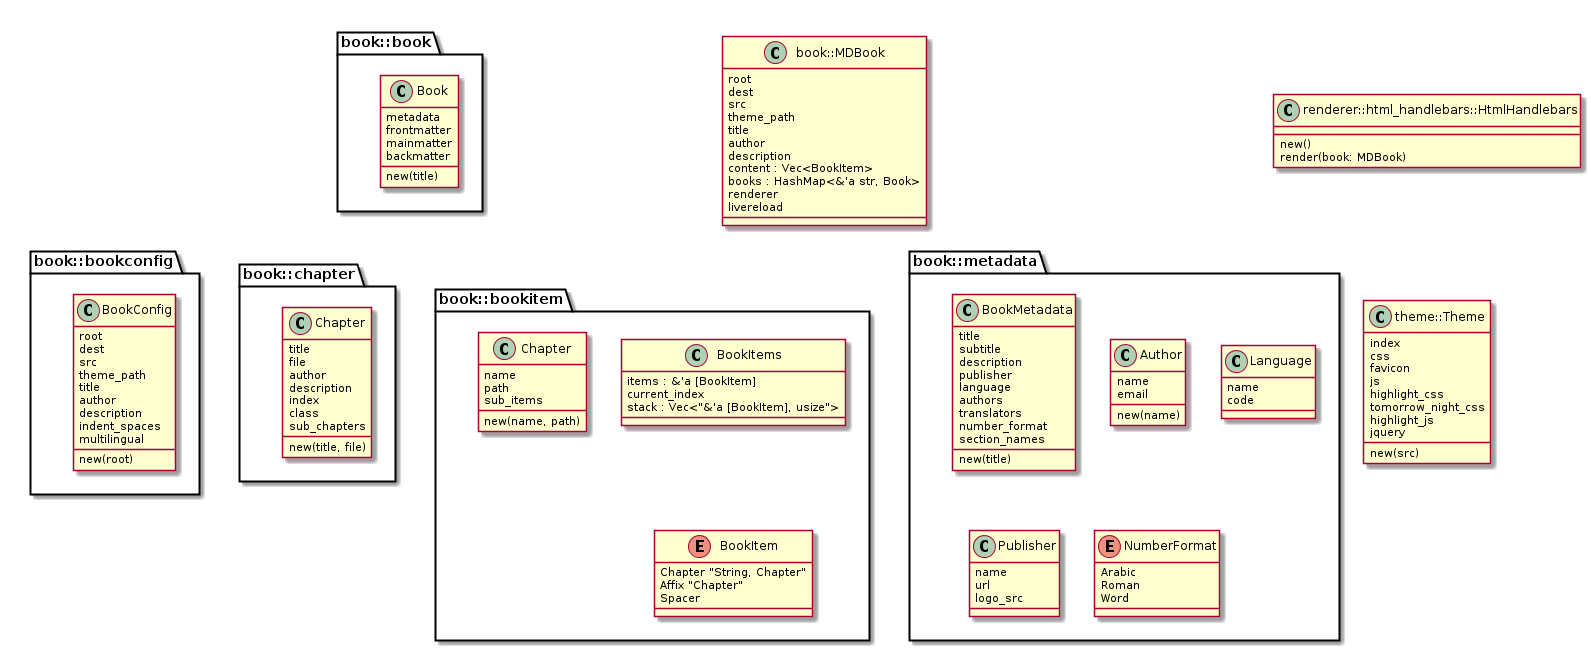 book::book
C Book
metadata
frontmatter
mainmatter
backmatter
new(title)
C book::MDBook
root
dest
src
theme_path
title
author
description
content : Vec<BookItem>
books : HashMap<&'a str, Book>
renderer
livereload
C renderer::html_handlebars::HtmlHandlebars
new()
render(book: MDBook)
book::bookconfig
C BookConfig
root
dest
src
theme_path
title
author
description
indent_spaces
multilingual
new(root)
book::chapter
C Chapter
title
file
author
description
index
class
sub_chapters
new(title, file)
book::bookitem
C Chapter
name
path
sub_items
new(name, path)
C BookItems
items : &'a [BookItem]
current_index
stack : Vec<"&'a [BookItem], usize">
E BookItem
Chapter "String, Chapter"
Affix "Chapter"
Spacer
book::metadata
C BookMetadata
title
subtitle
description
publisher
language
authors
translators
number_format
section_names
new(title)
C Author
name
email
new(name)
C Language
name
code
C Publisher
name
url
logo_src
E NumberFormat
Arabic
Roman
Word
C theme::Theme
index
css
favicon
js
highlight_css
tomorrow_night_css
highlight_js
jquery
new(src)